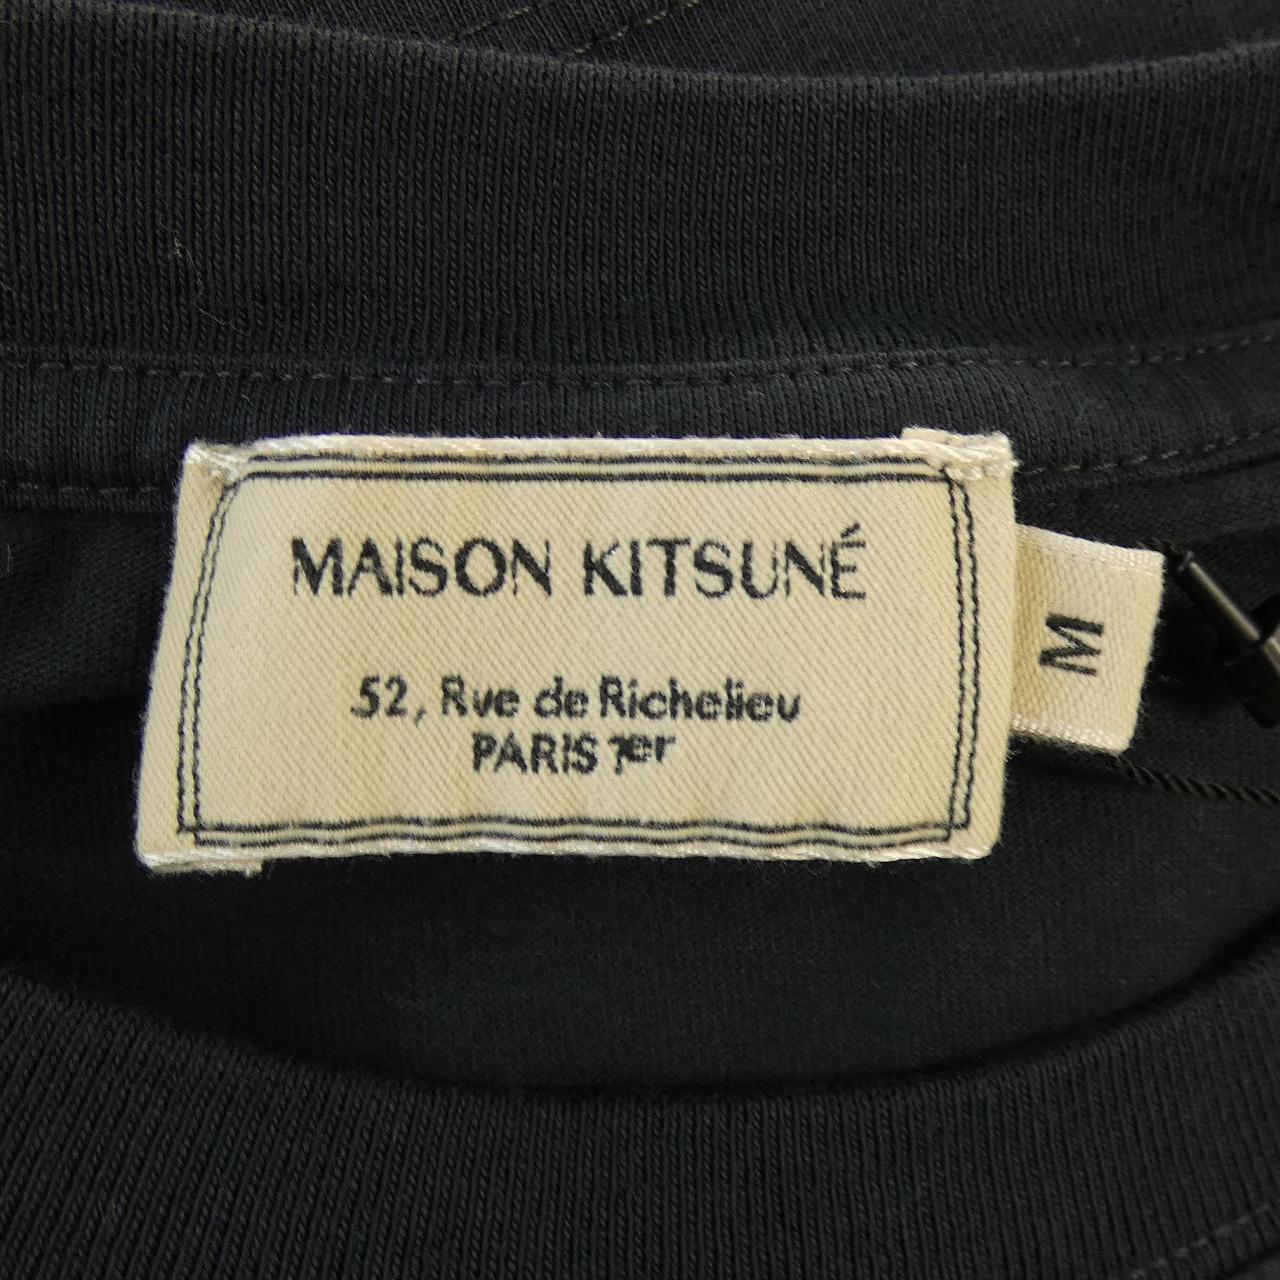 MAISON KITSUNÉ
52, Rue de Richelieu
PARIS 1er
M